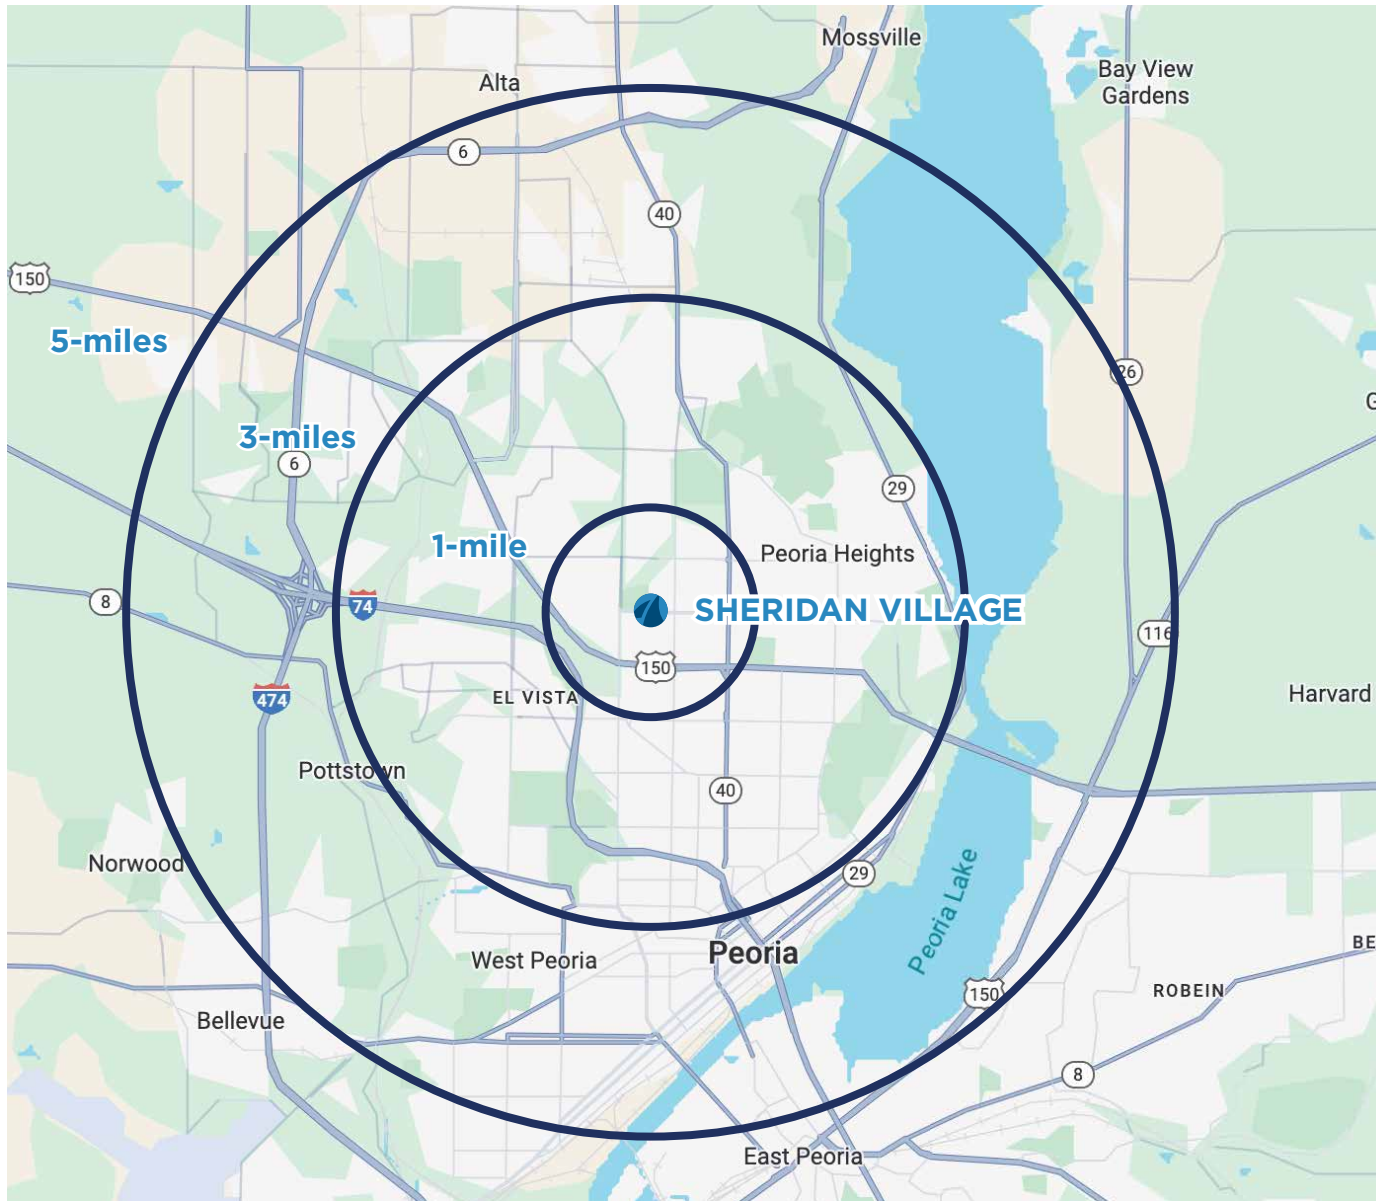 Mossville
Bay View
Gardens
Alta
6
40
150
5-miles
26
3-miles
6
29
1-mile
Peoria Heights
8
74
SHERIDAN VILLAGE
116
150
474
EL VISTA
Harvard
Pottstown
40
Norwood
29
Peoria Lake
Peoria
West Peoria
BE
150
ROBEIN
Bellevue
8
East Peoria
G